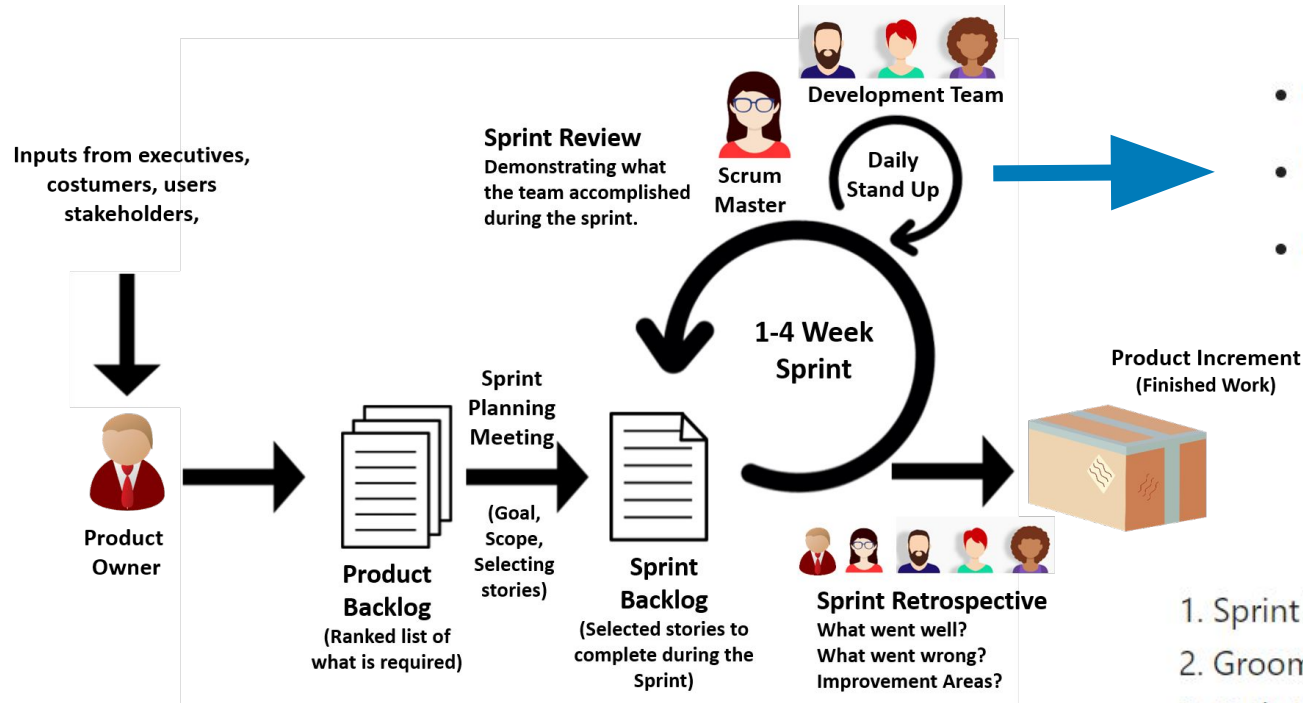 Development Team
Sprint Review
Demonstrating what
the team accomplished
during the sprint.
Scrum
Master
Daily
Stand Up
Inputs from executives,
costumers, users
stakeholders,
1-4 Week
Sprint
Product Increment
(Finished Work)
Sprint
Planning
Meeting
(Goal,
Scope,
Selecting
stories)
Product
Owner
Product
Backlog
(Ranked list of
what is required)
Sprint
Backlog
(Selected stories to
complete during the
Sprint)
Sprint Retrospective
What went well?
What went wrong?
Improvement Areas?
1. Sprint
2. Groom